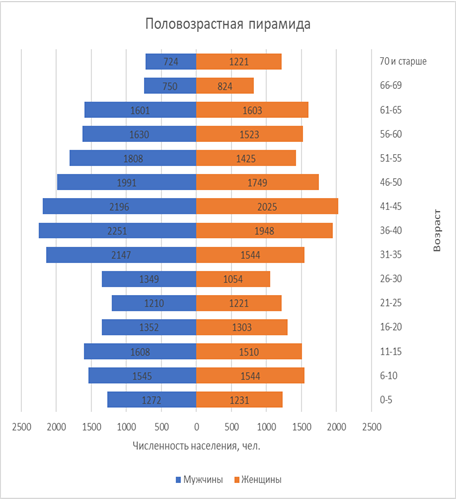 Половозрастная пирамида
724 1221 70 и старше
750 824 66-69
1601 1603 61-65
1630 1523 56-60
1808 1425 51-55
1991 1749 46-50
2196 2025 41-45
2251 1948 36-40
2147 1544 31-35
1349 1054 26-30
1210 1221 21-25
1352 1303 16-20
1608 1510 11-15
1545 1544 6-10
1272 1231 0-5
Возраст
2500 2000 1500 1000 500 0 500 1000 1500 2000 2500
Численность населения, чел.
Мужчины Женщины